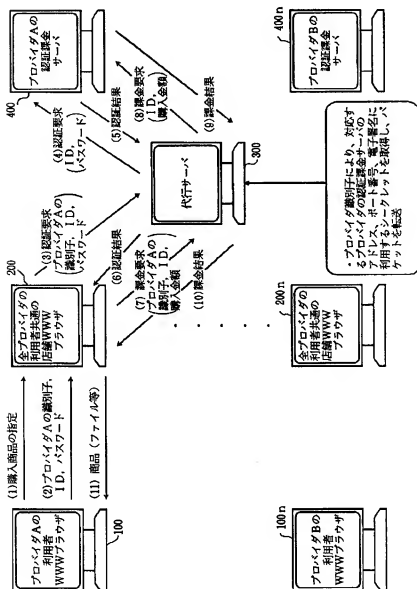 プロバイダAの
利用者
WWWブラウザ
100
(1)購入商品の指定
(2)プロバイダAの識別子,
ID, パスワード
(11) 商品 (ファイル等)
200
全プロバイダの
利用者共通の
店舗WWW
ブラウザ
(3)認証要求
プロバイダAの
識別子, ID,
パスワード
(6)認証結果
(7) 課金要求
プロバイダAの
識別子, ID,
購入金額
(10)課金結果
代行サーバ
300
(4)認証要求
ID,
パスワード
(5)認証結果
(8)課金要求
ID,
購入金額
(9)課金結果
400
プロバイダAの
認証課金
サーバ
100n
プロバイダBの
利用者
WWWブラウザ
200n
全プロバイダの
利用者共通の
店舗WWW
ブラウザ
・プロバイダ識別子により、対応す
るプロバイダの認証課金サーバの
アドレス、ポート番号、電子署名に
利用するシークレットを取得し、パ
ケットを転送
400n
プロバイダBの
認証課金
サーバ